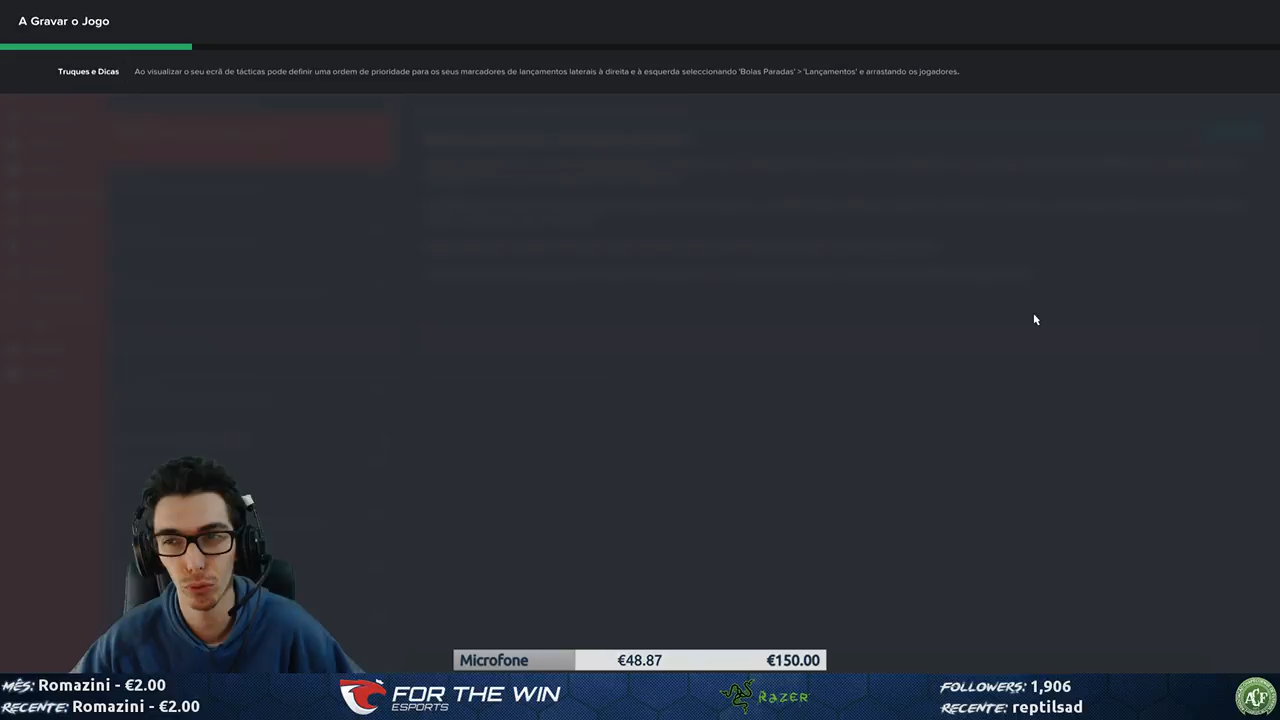 A Gravar o Jogo
Truques e Dicas Ao visualizar o seu ecrã de tácticas pode definir uma ordem de prioridade para os seus marcadores de lançamentos laterais à direita e à esquerda seleccionando 'Bolas Paradas' > 'Lançamentos' e arrastando os jogadores.
Microfone €48.87 €150.00
MÊS: Romazini - €2.00
RECENTE: Romazini - €2.00
FOR THE WIN
ESPORTS
RAZER
FOLLOWERS: 1,906
RECENTE: reptilsad
ACF